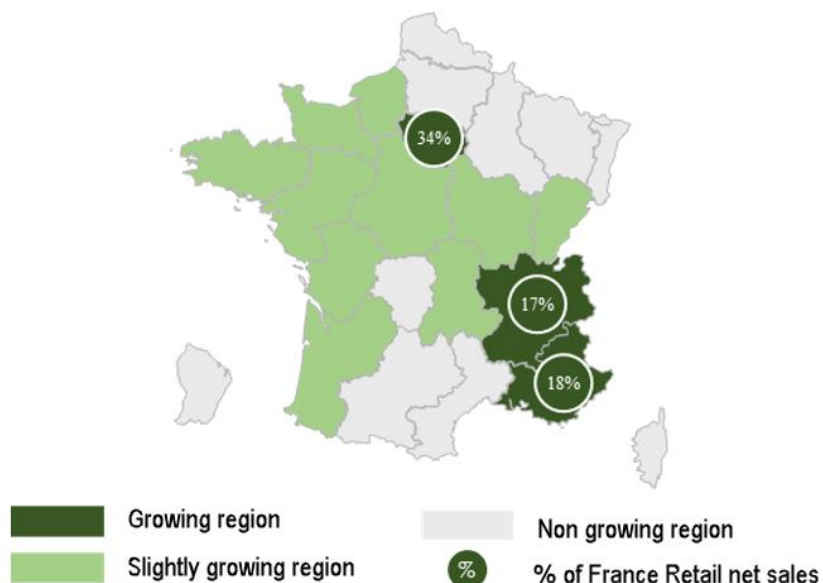 34%
17%
18%
Growing region
Non growing region
Slightly growing region
% % of France Retail net sales